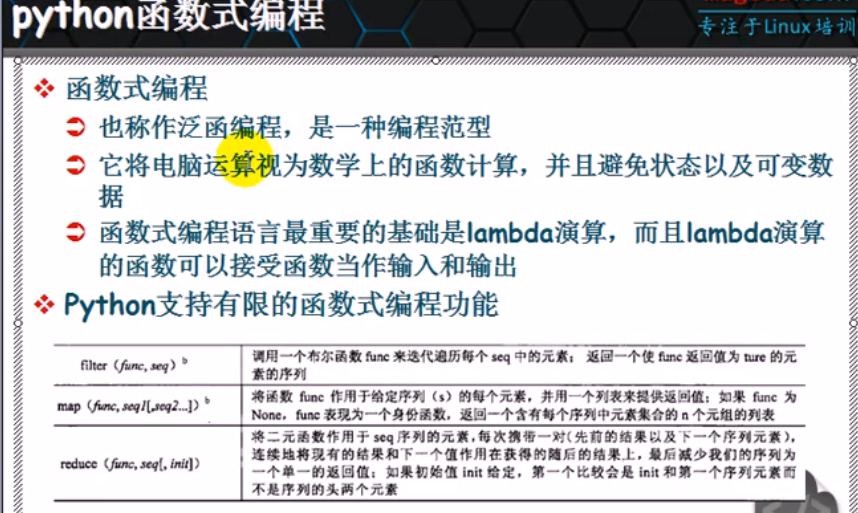 python函数式编程
专注于Linux培训
函数式编程
也称作泛函编程，是一种编程范型
它将电脑运算视为数学上的函数计算，并且避免状态以及可变数
据
函数式编程语言最重要的基础是lambda演算，而且lambda演算
的函数可以接受函数当作输入和输出
Python支持有限的函数式编程功能
filter（func, seq）b
调用一个布尔函数 func 来迭代遍历每个 seq 中的元素； 返回一个使 func 返回值为 ture 的元
素的序列
map（func, seq1[,seq2...]）b
将函数 func 作用于给定序列（s）的每个元素，并用一个列表来提供返回值；如果 func 为
None，func 表现为一个身份函数，返回一个含有每个序列中元素集合的 n 个元组的列表
reduce（func, seq[, init]）
将二元函数作用于 seq 序列的元素，每次携带一对（先前的结果以及下一个序列元素），
连续地将现有的结果和下一个值作用在获得的随后的结果上，最后减少我们的序列为
一个单一的返回值；如果初始值 init 给定，第一个比较会是 init 和第一个序列元素而
不是序列的头两个元素